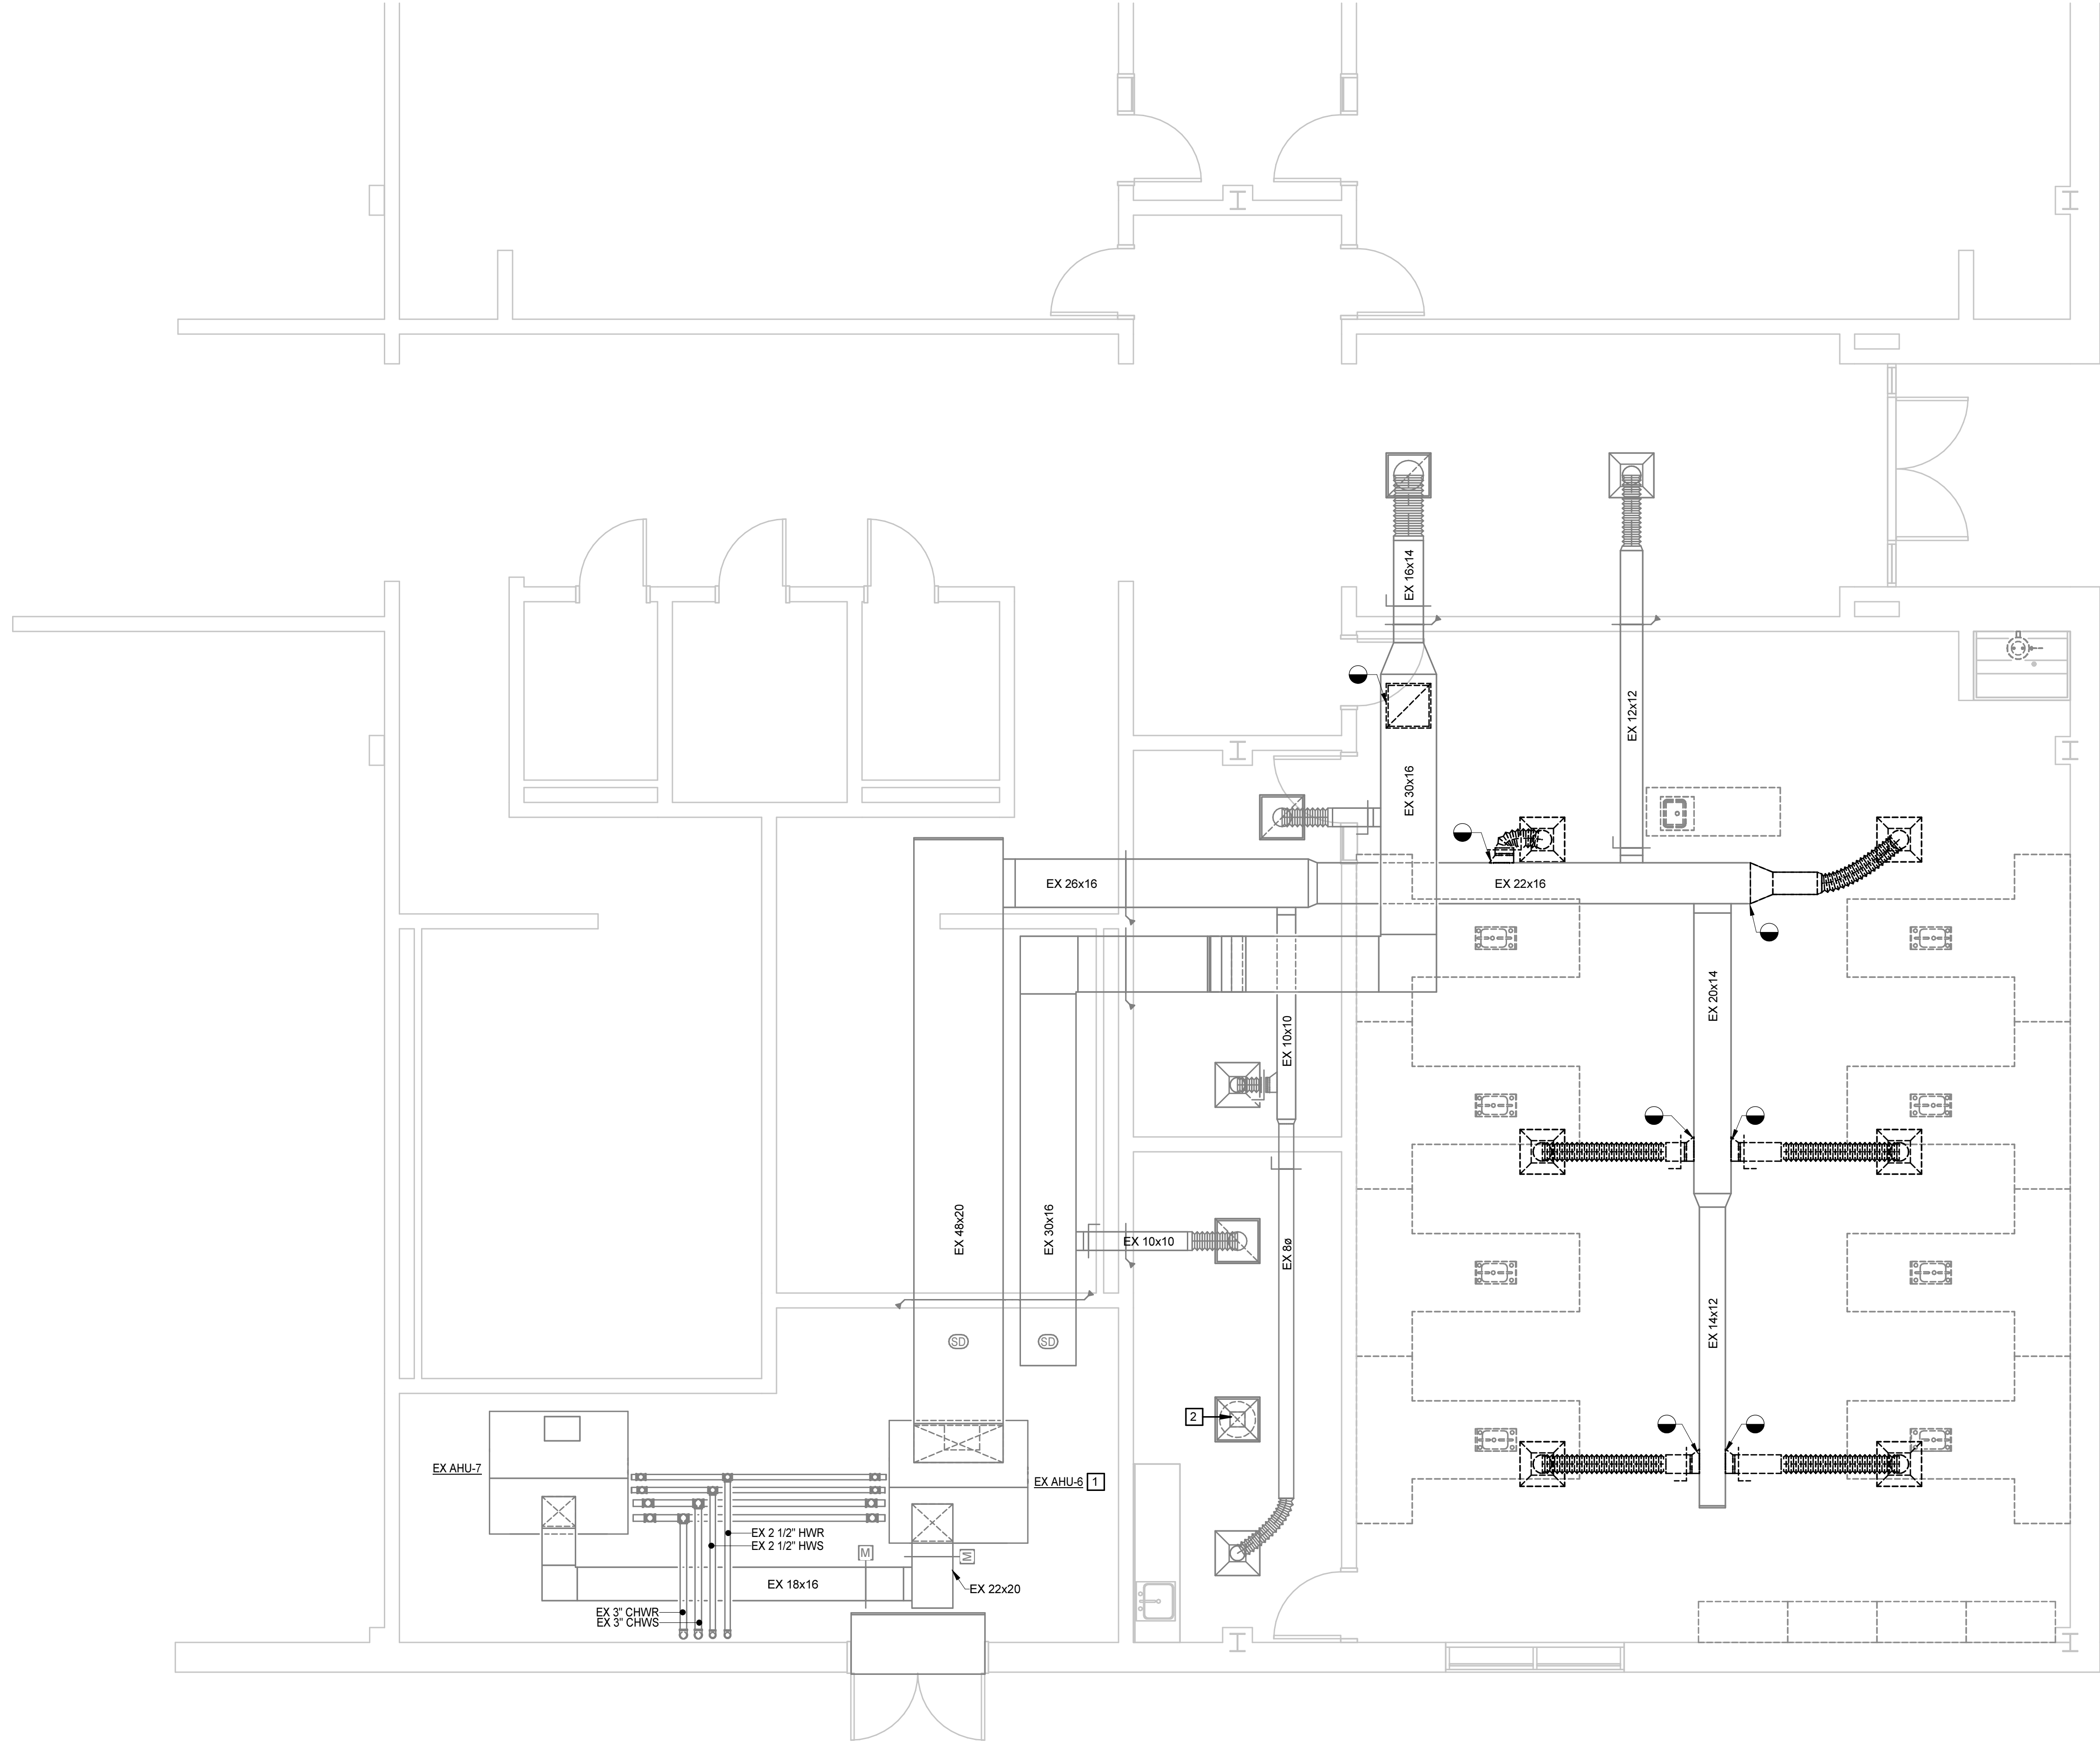 EX 16x14
EX 12x12
EX 30x16
EX 26x16
EX 22x16
EX 20x14
EX 10x10
EX 48x20
EX 30x16
EX 10x10
EX 8ø
EX 14x12
SD
SD
2
EX AHU-7
EX AHU-6 1
EX 2 1/2" HWR
EX 2 1/2" HWS
M
M
EX 18x16
EX 22x20
EX 3" CHWR
EX 3" CHWS